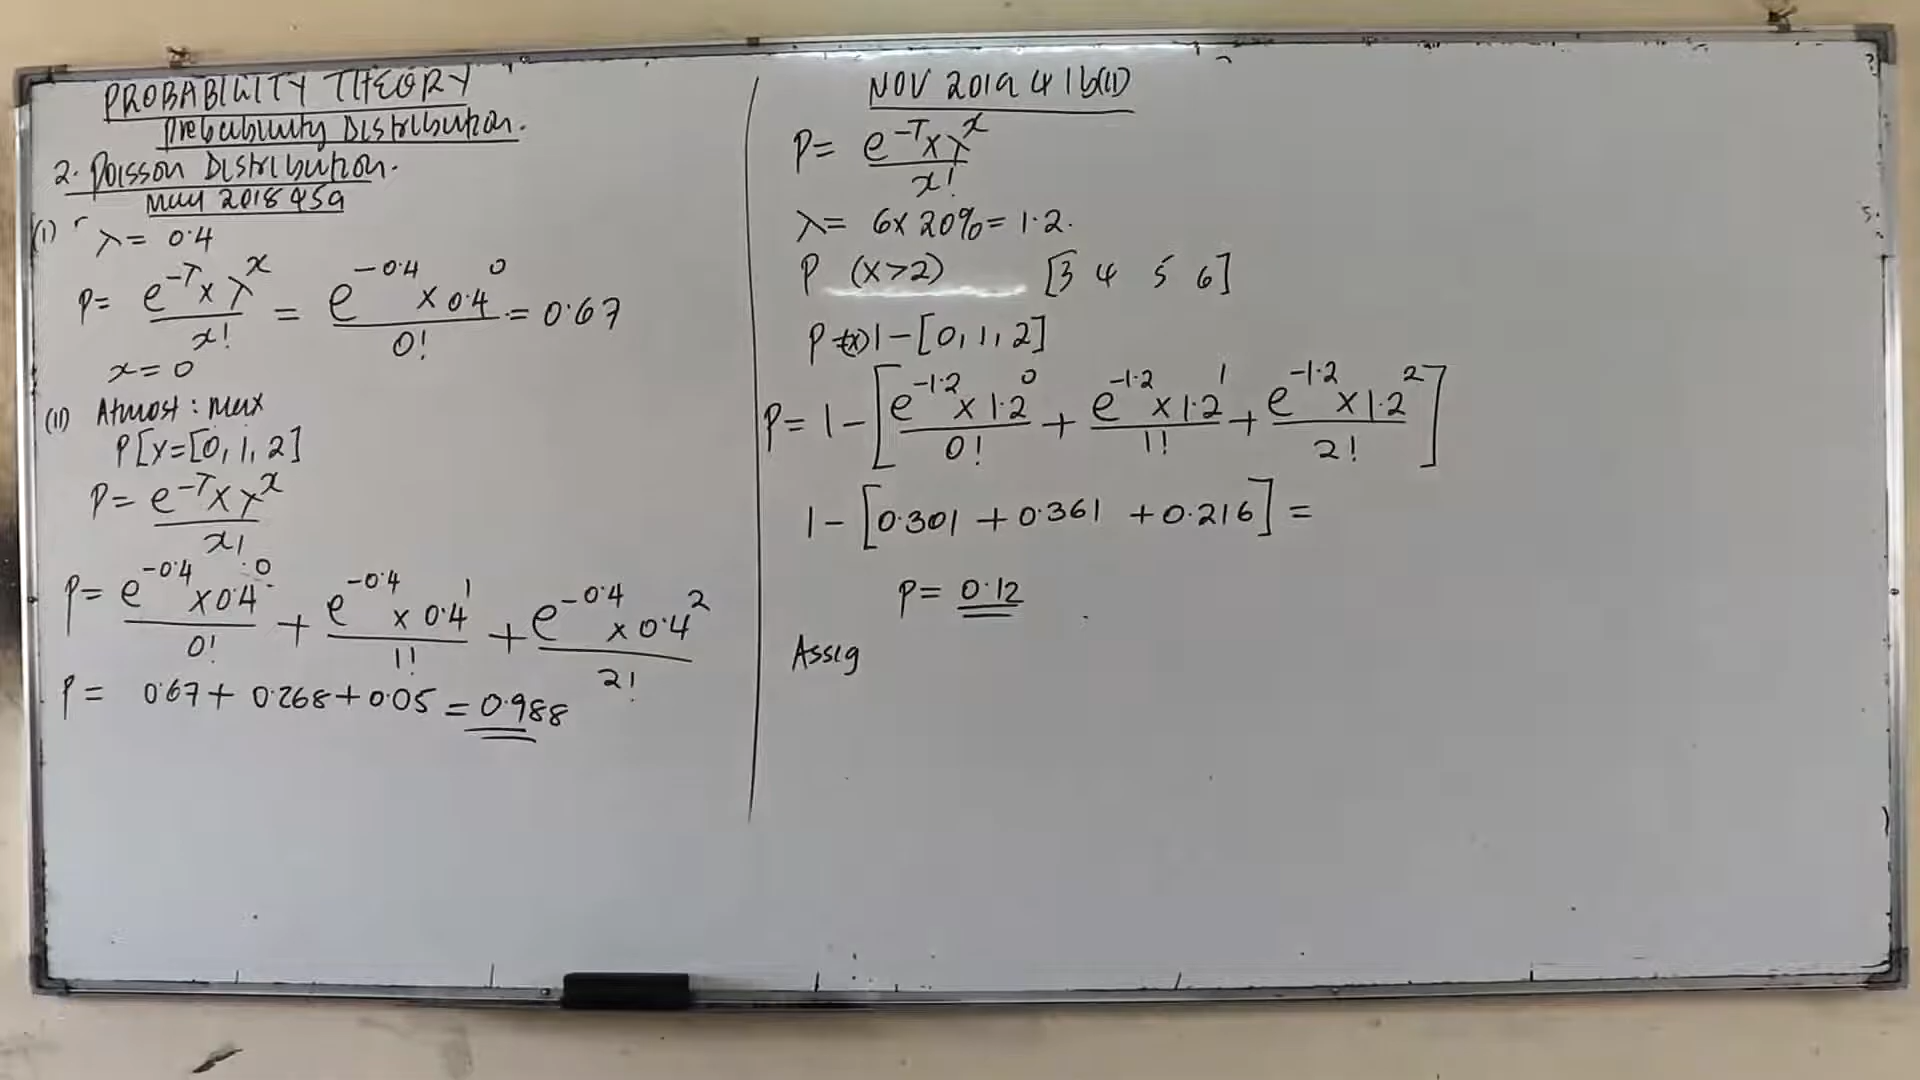 PROBABILITY THEORY
Probability Distribution.
2. Poisson Distribution.
May 2018 Q5a
(i) λ = 0.4
P = e^-λ × λ^x / x! = e^-0.4 × 0.4^0 / 0! = 0.67
x = 0
(ii) Atmost : max
P[x=[0, 1, 2]
P = e^-λ × λ^x / x!
P = e^-0.4 × 0.4^0 / 0! + e^-0.4 × 0.4^1 / 1! + e^-0.4 × 0.4^2 / 2!
P = 0.67 + 0.268 + 0.05 = 0.988
NOV 2019 Q1b(ii)
P = e^-λ × λ^x / x!
λ = 6 × 20% = 1.2.
P (x>2) [3 4 5 6]
1 - [0, 1, 2]
P = 1 - [e^-1.2 × 1.2^0 / 0! + e^-1.2 × 1.2^1 / 1! + e^-1.2 × 1.2^2 / 2!]
1 - [0.301 + 0.361 + 0.216] =
P = 0.12
Assig